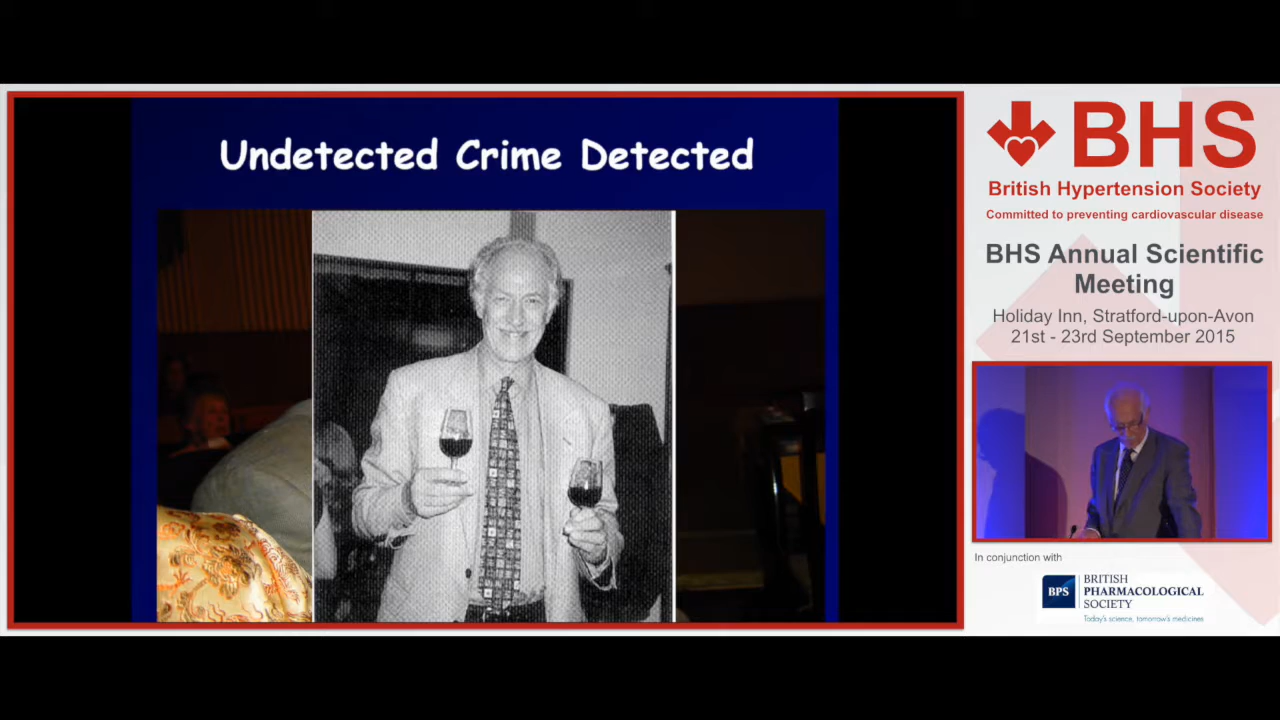 Undetected Crime Detected
BHS
British Hypertension Society
Committed to preventing cardiovascular disease
BHS Annual Scientific
Meeting
Holiday Inn, Stratford-upon-Avon
21st - 23rd September 2015
In conjunction with
BPS
BRITISH
PHARMACOLOGICAL
SOCIETY
Today's science, tomorrow's medicines